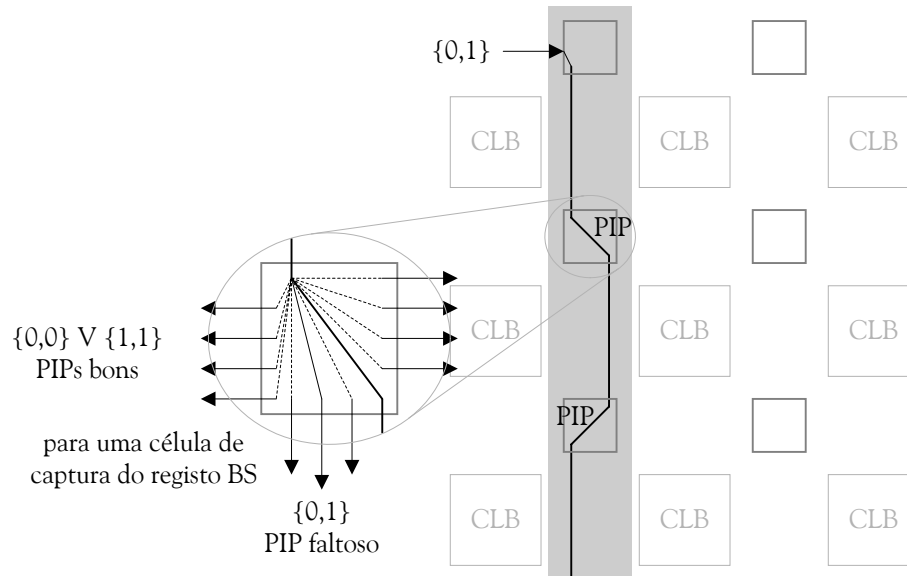 {0,1}
CLB
CLB
CLB
PIP
{0,0} V {1,1}
PIPs bons
CLB
CLB
CLB
PIP
para uma célula de
captura do registo BS
{0,1}
PIP faltoso
CLB
CLB
CLB